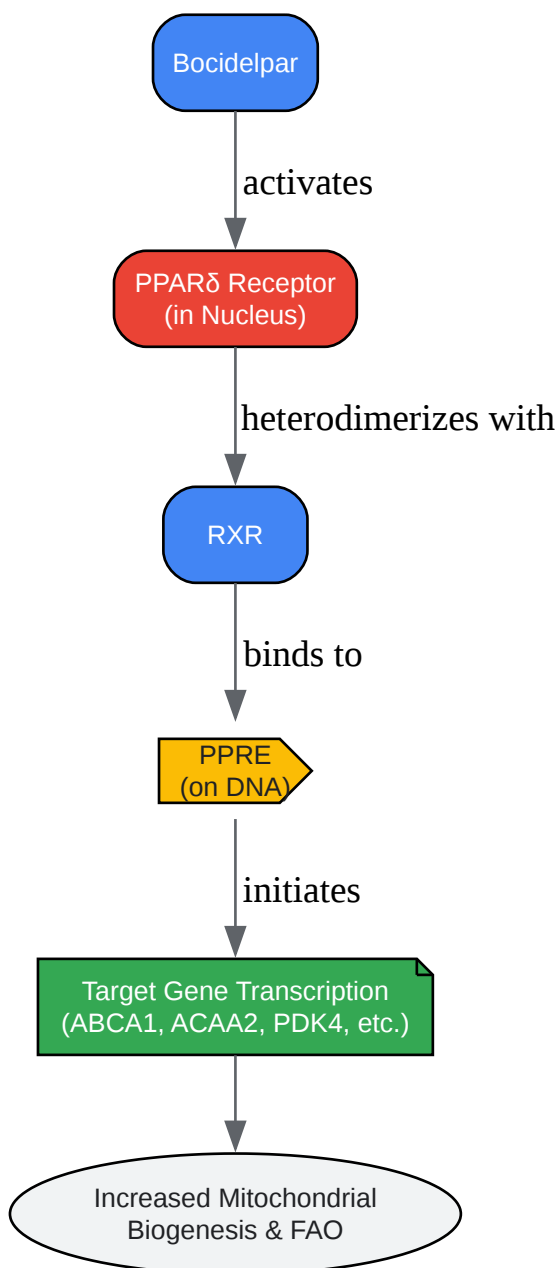 Bocidelpar
activates
PPARδ Receptor
(in Nucleus)
heterodimerizes with
RXR
binds to
PPRE
(on DNA)
initiates
Target Gene Transcription
(ABCA1, ACAA2, PDK4, etc.)
Increased Mitochondrial
Biogenesis & FAO